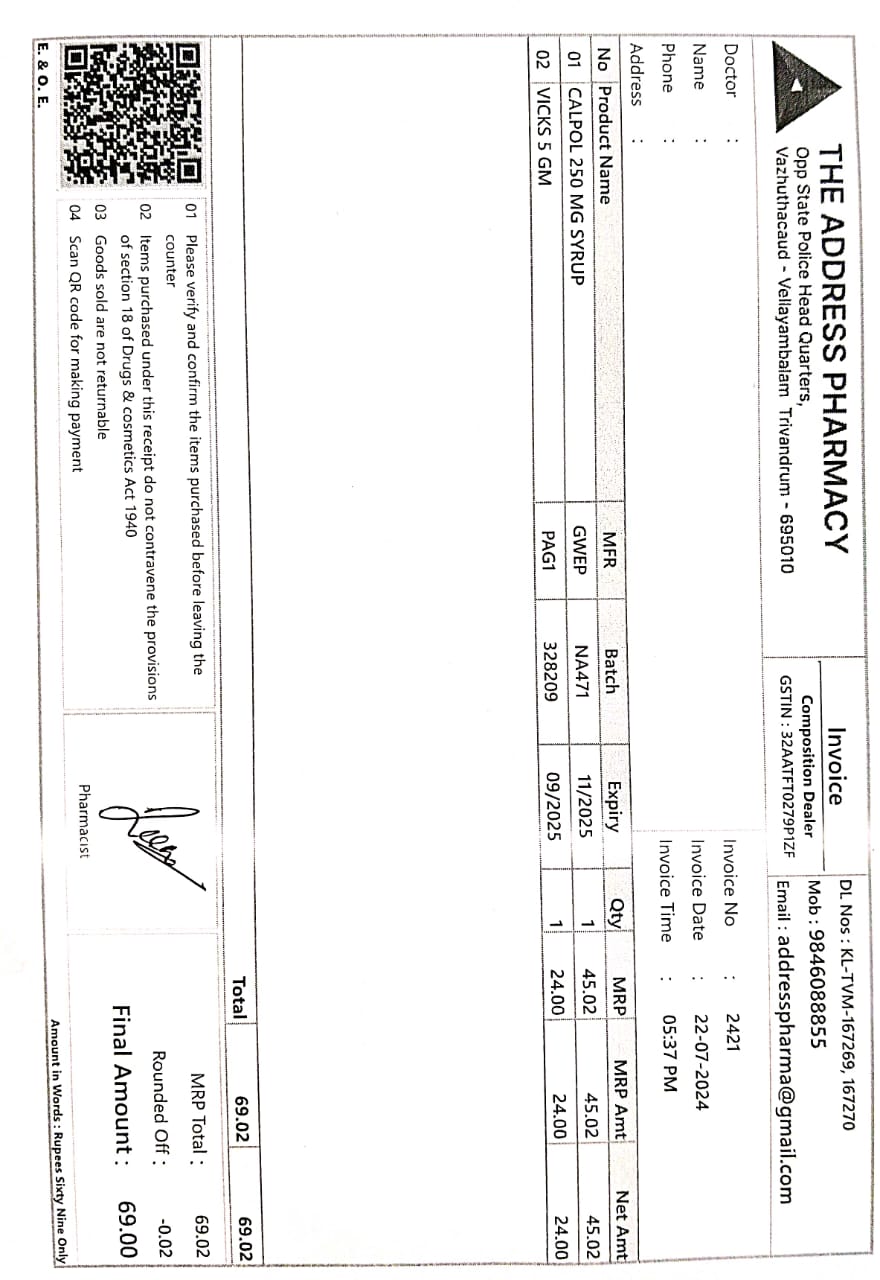 THE ADDRESS PHARMACY
Opp State Police Head Quarters,
Vazhuthacaud - Vellayambalam Trivandrum - 695010
Invoice
Composition Dealer
GSTIN : 32AATFT0279P1ZF
DL Nos : KL-TVM-167269, 167270
Mob : 9846088855
Email : addresspharma@gmail.com
Doctor :
Name :
Phone :
Address :
Invoice No : 2421
Invoice Date : 22-07-2024
Invoice Time : 05:37 PM
No Product Name MFR Batch Expiry Qty MRP MRP Amt Net Amt
01 CALPOL 250 MG SYRUP GWEP NA471 11/2025 1 45.02 45.02 45.02
02 VICKS 5 GM PAG1 328209 09/2025 1 24.00 24.00 24.00
Total 69.02 69.02
01 Please verify and confirm the items purchased before leaving the
counter
02 Items purchased under this receipt do not contravene the provisions
of section 18 of Drugs & cosmetics Act 1940
03 Goods sold are not returnable
04 Scan QR code for making payment
E. & O. E.
Pharmacist
MRP Total : 69.02
Rounded Off : -0.02
Final Amount : 69.00
Amount in Words : Rupees Sixty Nine Only